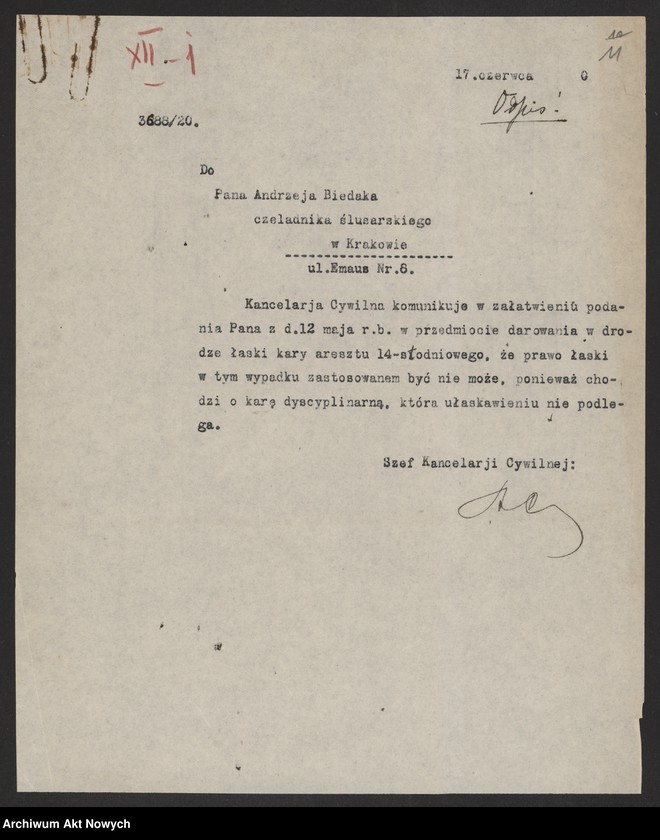 XII - j
11
17.czerwca 0
Odpis!
3688/20.
Do
Pana Andrzeja Biedaka
czeladnika ślusarskiego
w Krakowie
ul.Emaus Nr.8.
Kancelarja Cywilna komunikuje w załatwieniu poda-
nia Pana z d.12 maja r.b. w przedmiocie darowania w dro-
dze łaski kary aresztu 14-stodniowego, że prawo łaski
w tym wypadku zastosowanem być nie może, ponieważ cho-
dzi o karę dyscyplinarną, która ułaskawieniu nie podle-
ga.
Szef Kancelarji Cywilnej:
Archiwum Akt Nowych